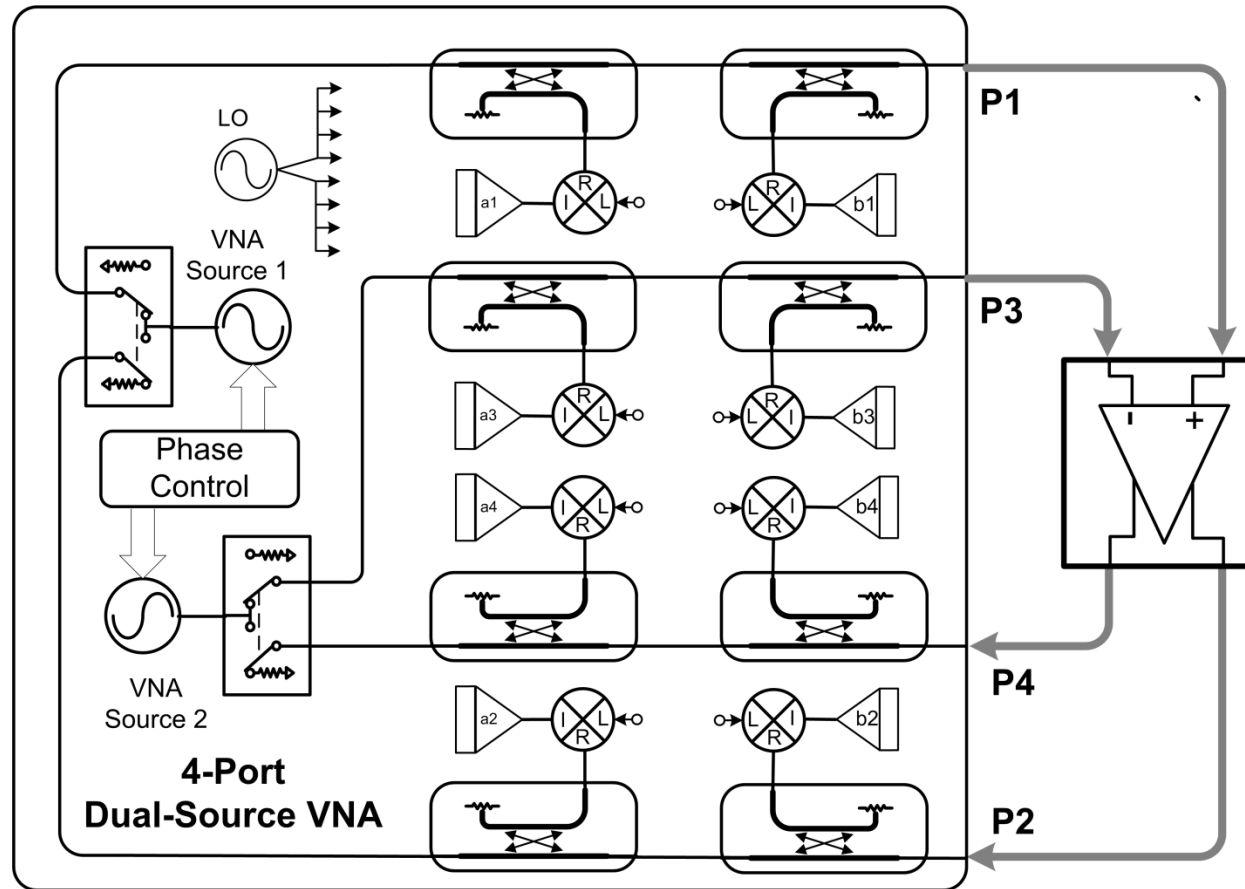 P1
LO
R
I
L
a1
R
L
I
b1
VNA
Source 1
P3
R
I
L
a3
R
L
I
b3
-
+
Phase
Control
a4
I
L
R
L
I
R
b4
VNA
Source 2
P4
a2
I
L
R
L
I
R
b2
4-Port
Dual-Source VNA
P2